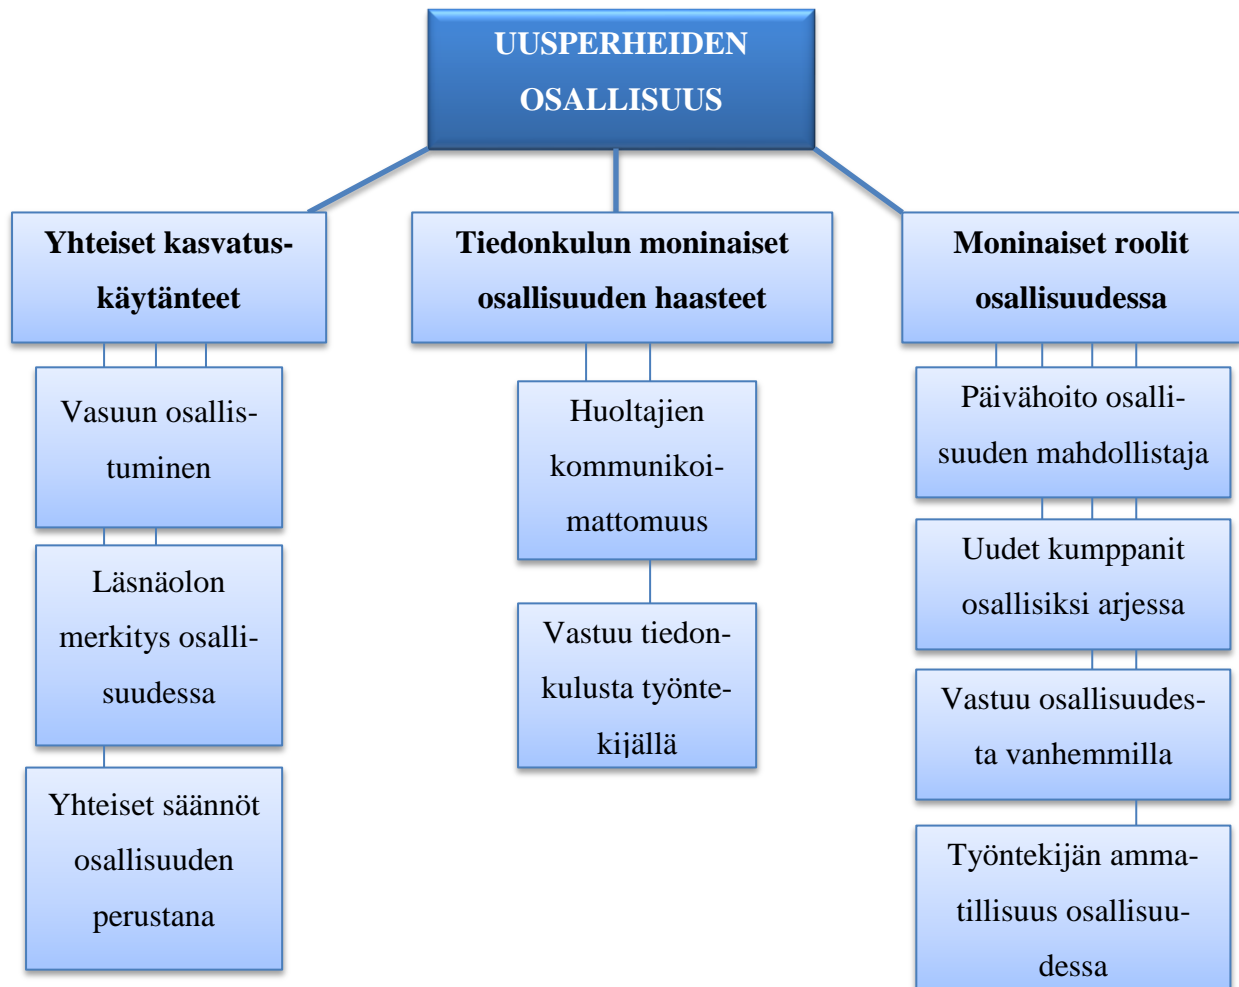 UUSPERHEIDEN
OSALLISUUS
Yhteiset kasvatus-
käytänteet
Vasuun osallis-
tuminen
Läsnäolon
merkitys osalli-
suudessa
Yhteiset säännöt
osallisuuden
perustana
Tiedonkulun moninaiset
osallisuuden haasteet
Huoltajien
kommunikoi-
mattomuus
Vastuu tiedon-
kulusta työnte-
kijällä
Moninaiset roolit
osallisuudessa
Päivähoito osalli-
suuden mahdollistaja
Uudet kumppanit
osallisiksi arjessa
Vastuu osallisuudes-
ta vanhemmilla
Työntekijän amma-
tillisuus osallisuu-
dessa